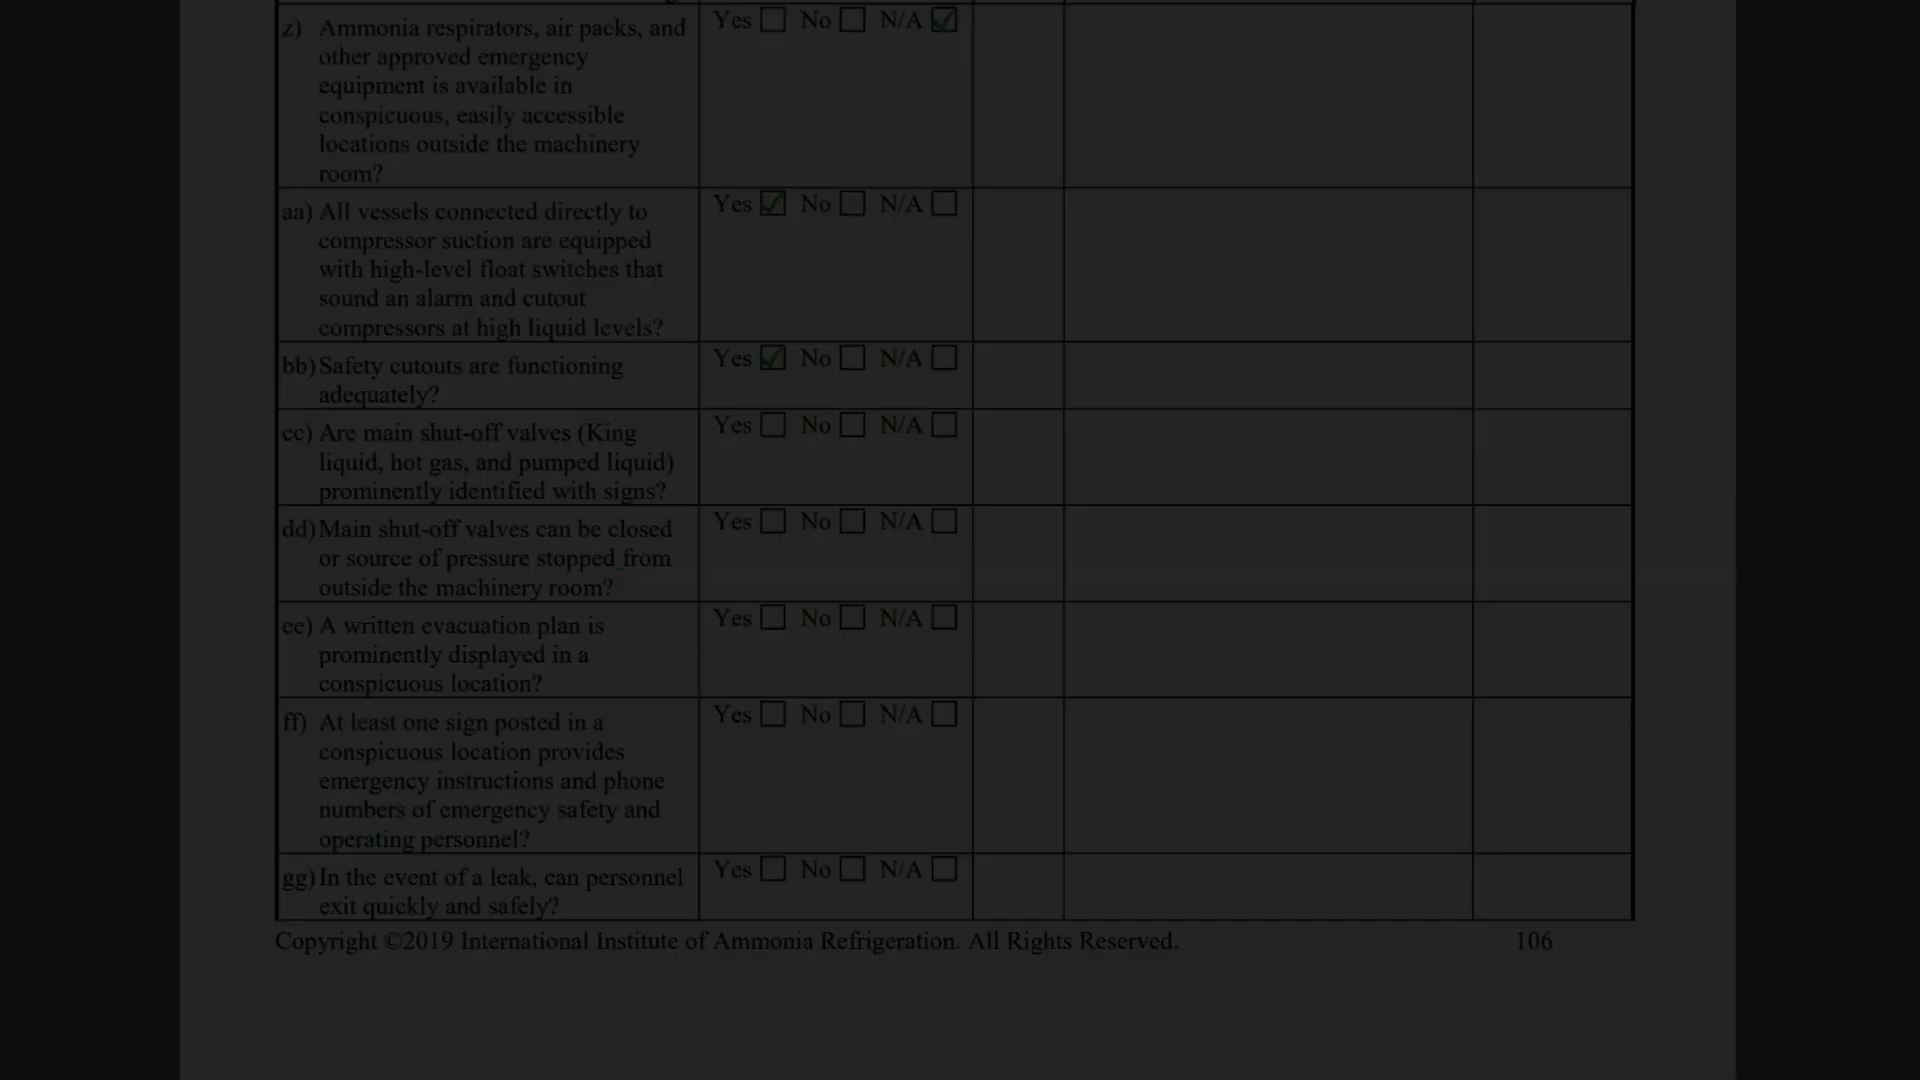 z) Ammonia respirators, air packs, and Yes No N/A
other approved emergency
equipment is available in
conspicuous, easily accessible
locations outside the machinery
room?
aa) All vessels connected directly to Yes No N/A
compressor suction are equipped
with high-level float switches that
sound an alarm and cutout
compressors at high liquid levels?
bb) Safety cutouts are functioning Yes No N/A
adequately?
cc) Are main shut-off valves (King Yes No N/A
liquid, hot gas, and pumped liquid)
prominently identified with signs?
dd) Main shut-off valves can be closed Yes No N/A
or source of pressure stopped from
outside the machinery room?
ee) A written evacuation plan is Yes No N/A
prominently displayed in a
conspicuous location?
ff) At least one sign posted in a Yes No N/A
conspicuous location provides
emergency instructions and phone
numbers of emergency safety and
operating personnel?
gg) In the event of a leak, can personnel Yes No N/A
exit quickly and safely?
Copyright ©2019 International Institute of Ammonia Refrigeration. All Rights Reserved. 106